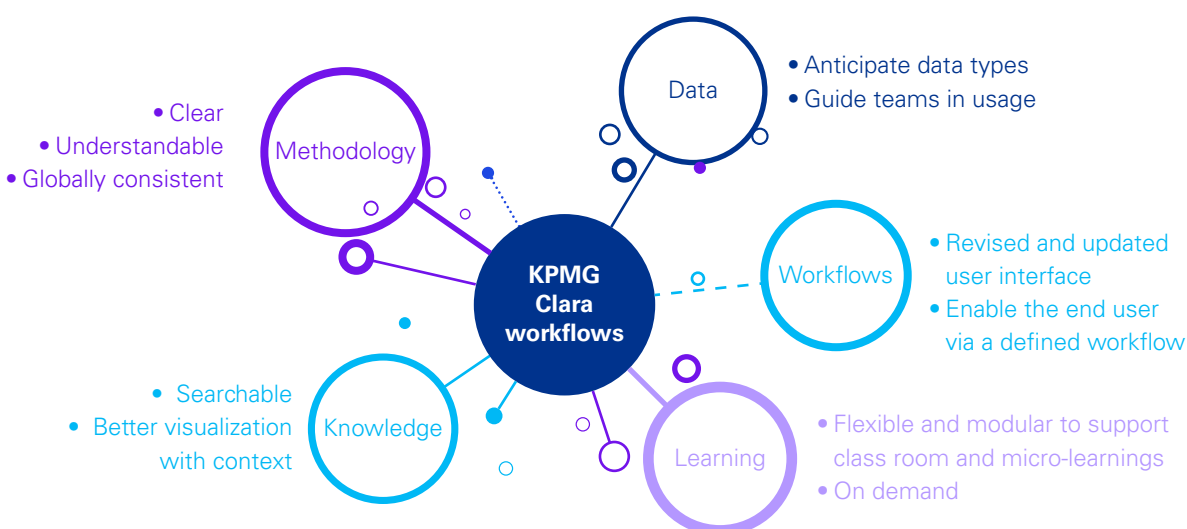 Data
• Anticipate data types
• Guide teams in usage
Methodology
• Clear
• Understandable
• Globally consistent
KPMG
Clara
workflows
Workflows
• Revised and updated
user interface
• Enable the end user
via a defined workflow
Knowledge
• Searchable
• Better visualization
with context
Learning
• Flexible and modular to support
class room and micro-learnings
• On demand